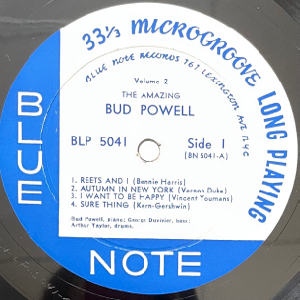 33⅓ MICROGROOVE LONG PLAYING
BLUE NOTE RECORDS 767 LEXINGTON AVE NYC
Volume 2
THE AMAZING
BUD POWELL
BLP 5041
Side 1
(BN 5041-A)
1. REETS AND I (Bennie Harris)
2. AUTUMN IN NEW YORK (Vernon Duke)
3. I WANT TO BE HAPPY (Vincent Youmans)
4. SURE THING (Kern-Gershwin)
Bud Powell, piano; George Duvivier, bass;
Arthur Taylor, drums.
BLUE
NOTE